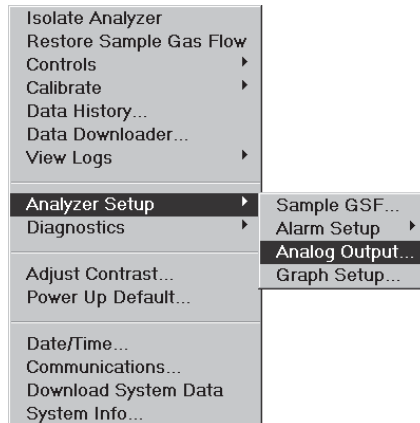 Isolate Analyzer
Restore Sample Gas Flow
Controls
Calibrate
Data History...
Data Downloader...
View Logs
Analyzer Setup
Diagnostics
Adjust Contrast...
Power Up Default...
Date/Time...
Communications...
Download System Data
System Info...
Sample GSF...
Alarm Setup
Analog Output...
Graph Setup...